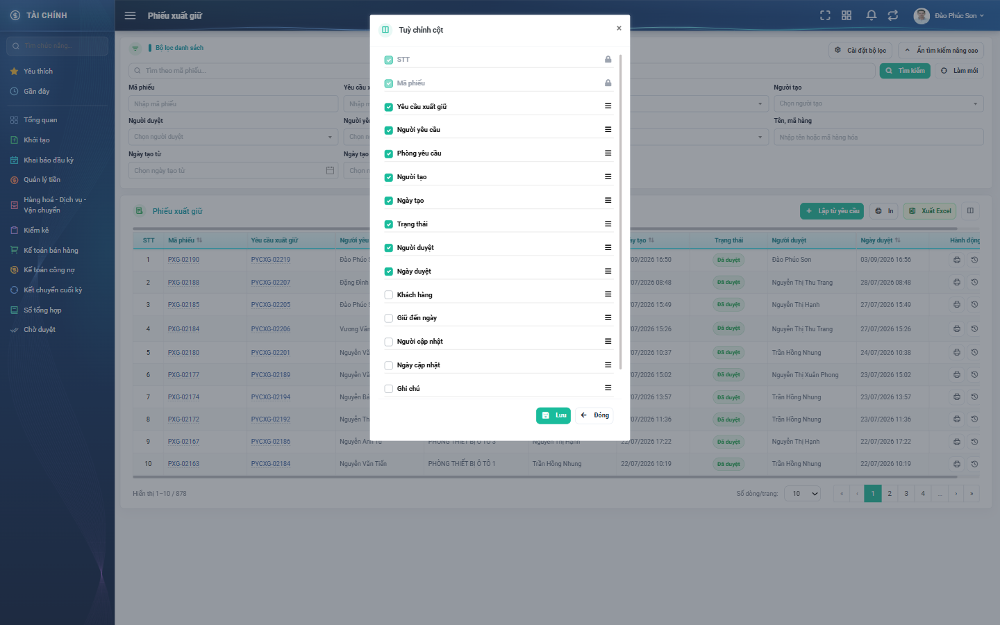 TÀI CHÍNH
Phiếu xuất giữ
Đào Phúc Sơn
Tìm chức năng...
Yêu thích
Gần đây
Tổng quan
Khởi tạo
Khai báo đầu kỳ
Quản lý tiền
Hàng hoá - Dịch vụ -
Vận chuyển
Kiểm kê
Kế toán bán hàng
Kế toán công nợ
Kết chuyển cuối kỳ
Sổ tổng hợp
Chờ duyệt
Bộ lọc danh sách
Cài đặt bộ lọc
Ẩn tìm kiếm nâng cao
Tìm theo mã phiếu...
Tìm kiếm
Làm mới
Mã phiếu
Yêu cầu x
Người tạo
Nhập mã phiếu
Nhập m
Chọn người tạo
Người duyệt
Người yê
Tên, mã hàng
Chọn người duyệt
Chọn n
Nhập tên hoặc mã hàng hóa
Ngày tạo từ
Ngày tạo
Chọn ngày tạo từ
Chọn n
Tuỳ chỉnh cột
×
STT
Mã phiếu
Yêu cầu xuất giữ
Người yêu cầu
Phòng yêu cầu
Người tạo
Ngày tạo
Trạng thái
Người duyệt
Ngày duyệt
Khách hàng
Giữ đến ngày
Người cập nhật
Ngày cập nhật
Ghi chú
Lưu
Đóng
Phiếu xuất giữ
Lập từ yêu cầu
In
Xuất Excel
STT Mã phiếu Yêu cầu xuất giữ Người yêu ày tạo Trạng thái Người duyệt Ngày duyệt Hành động
1 PXG-02190 PYCXG-02219 Đào Phúc S /09/2026 16:50 Đã duyệt Đào Phúc Sơn 03/09/2026 16:56
2 PXG-02188 PYCXG-02207 Đặng Đình /07/2026 08:48 Đã duyệt Nguyễn Thị Thu Trang 28/07/2026 08:48
3 PXG-02185 PYCXG-02205 Đào Phúc S /07/2026 15:49 Đã duyệt Nguyễn Thị Hạnh 27/07/2026 15:49
4 PXG-02184 PYCXG-02206 Vương Văn /07/2026 15:26 Đã duyệt Nguyễn Thị Thu Trang 27/07/2026 15:26
5 PXG-02180 PYCXG-02201 Nguyễn Vă /07/2026 10:37 Đã duyệt Trần Hồng Nhung 24/07/2026 10:38
6 PXG-02177 PYCXG-02189 Nguyễn Vă /07/2026 15:02 Đã duyệt Nguyễn Thị Xuân Phong 23/07/2026 15:02
7 PXG-02174 PYCXG-02194 Nguyễn Bá /07/2026 13:57 Đã duyệt Trần Hồng Nhung 23/07/2026 13:57
8 PXG-02172 PYCXG-02192 Nguyễn Th /07/2026 11:36 Đã duyệt Trần Hồng Nhung 23/07/2026 11:36
9 PXG-02167 PYCXG-02186 Nguyễn Anh Tú PHÒNG THIẾT BỊ Ô TÔ 3 Nguyễn Thị Hạnh 22/07/2026 17:22 Đã duyệt Nguyễn Thị Hạnh 22/07/2026 17:22
10 PXG-02163 PYCXG-02184 Nguyễn Văn Tiến PHÒNG THIẾT BỊ Ô TÔ 1 Trần Hồng Nhung 22/07/2026 10:19 Đã duyệt Trần Hồng Nhung 22/07/2026 10:19
Hiển thị 1–10 / 878
Số dòng/trang: 10
« ‹ 1 2 3 4 ... › »